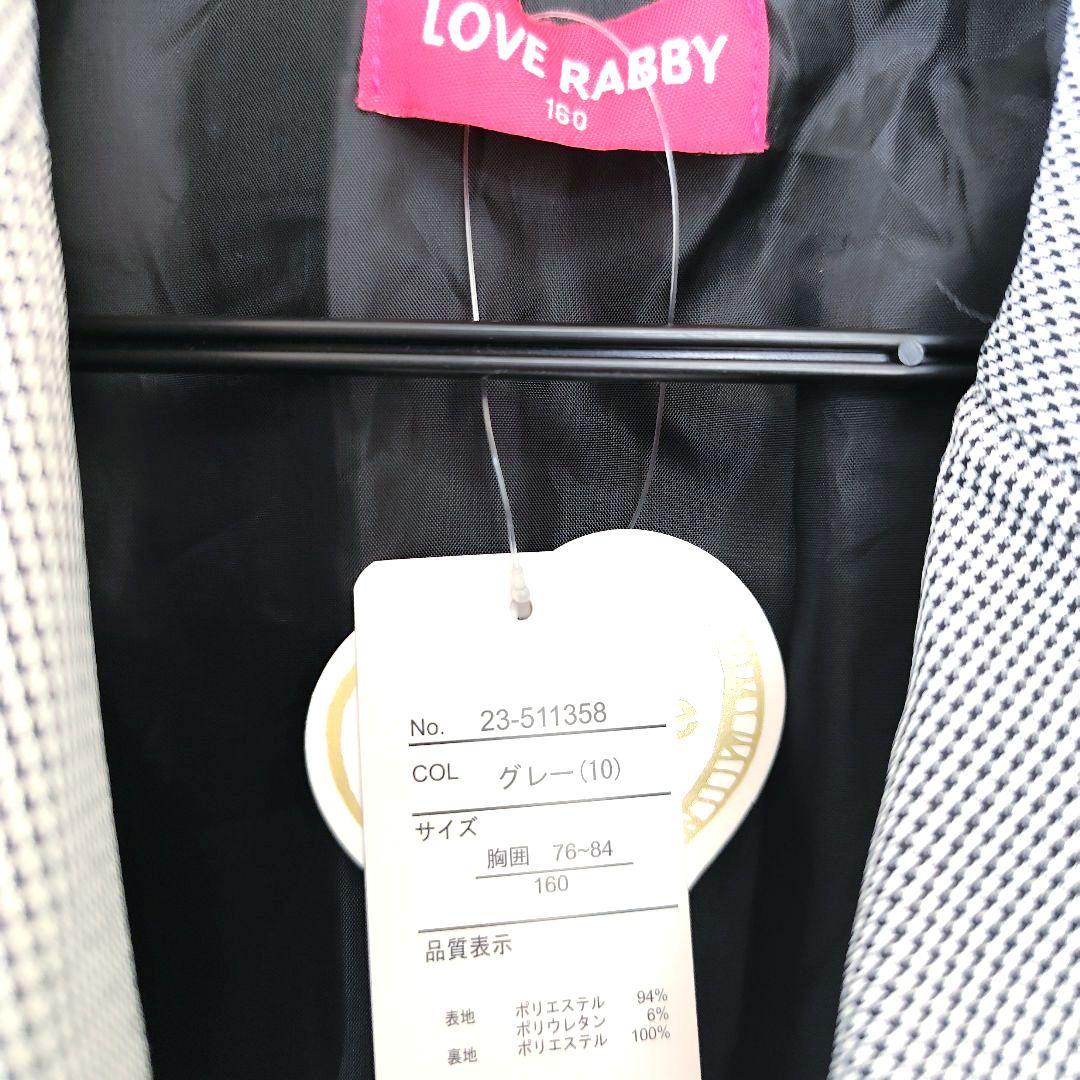 LOVE RABBY
160
No. 23-511358
COL グレー(10)
サイズ
胸囲 76~84
160
品質表示
表地 ポリエステル 94%
ポリウレタン 6%
裏地 ポリエステル 100%